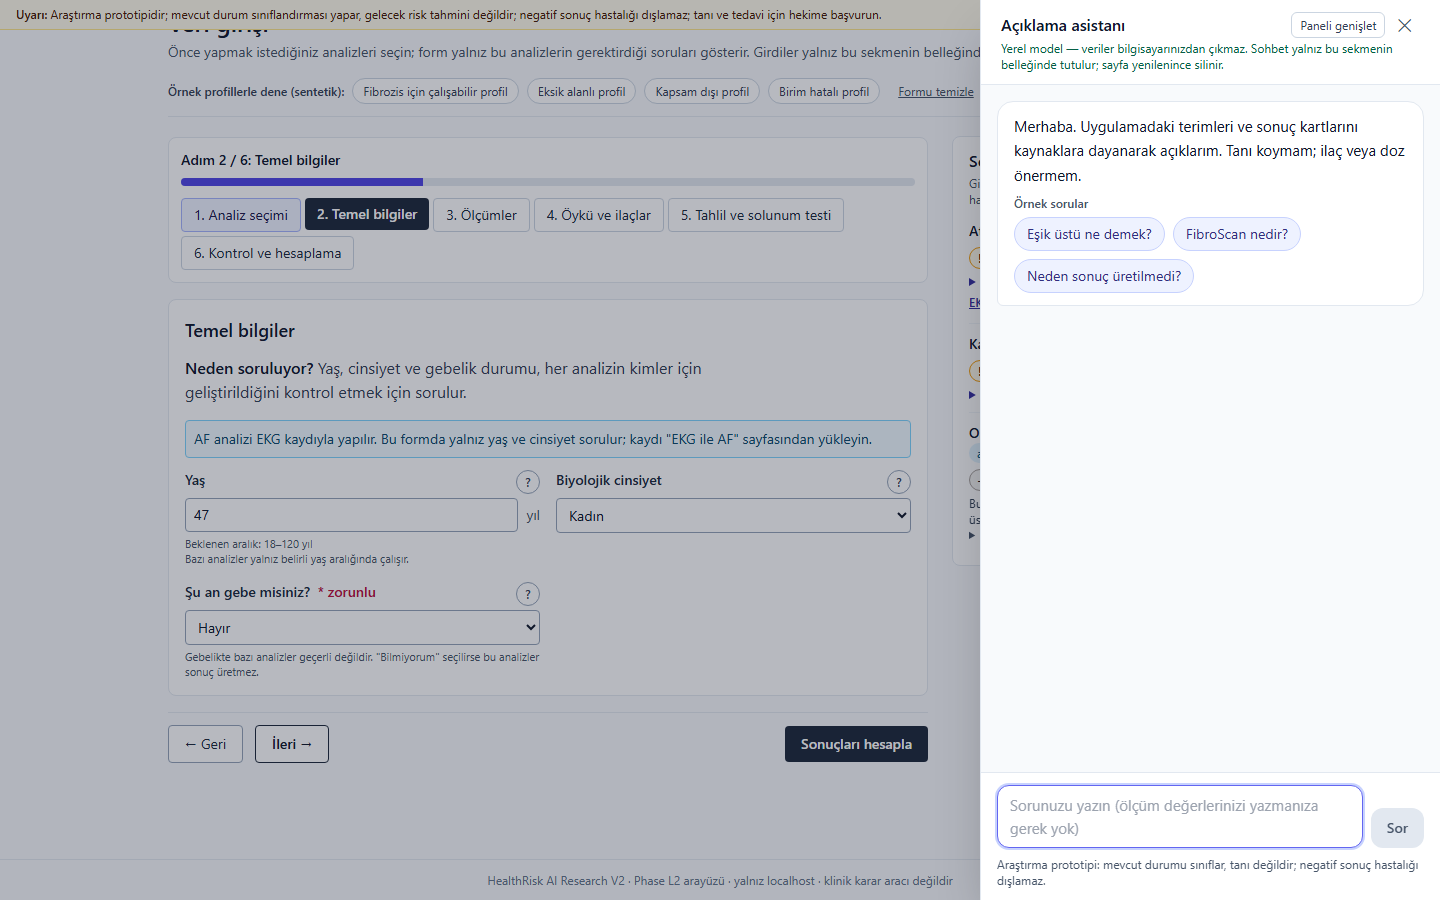 Uyarı: Araştırma prototipidir; mevcut durum sınıflandırması yapar, gelecek risk tahmini değildir; negatif sonuç hastalığı dışlamaz; tanı ve tedavi için hekime başvurun.
Önce yapmak istediğiniz analizleri seçin; form yalnız bu analizlerin gerektirdiği soruları gösterir. Girdiler yalnız bu sekmenin belleğind
Örnek profillerle dene (sentetik):
Fibrozis için çalışabilir profil
Eksik alanlı profil
Kapsam dışı profil
Birim hatalı profil
Formu temizle
Adım 2 / 6: Temel bilgiler
1. Analiz seçimi
2. Temel bilgiler
3. Ölçümler
4. Öykü ve ilaçlar
5. Tahlil ve solunum testi
6. Kontrol ve hesaplama
Temel bilgiler
Neden soruluyor? Yaş, cinsiyet ve gebelik durumu, her analizin kimler için
geliştirildiğini kontrol etmek için sorulur.
AF analizi EKG kaydıyla yapılır. Bu formda yalnız yaş ve cinsiyet sorulur; kaydı "EKG ile AF" sayfasından yükleyin.
Yaş
?
47
yıl
Beklenen aralık: 18–120 yıl
Bazı analizler yalnız belirli yaş aralığında çalışır.
Biyolojik cinsiyet
?
Kadın
Şu an gebe misiniz? * zorunlu
?
Hayır
Gebelikte bazı analizler geçerli değildir. "Bilmiyorum" seçilirse bu analizler
sonuç üretmez.
← Geri
İleri →
Sonuçları hesapla
HealthRisk AI Research V2 · Phase L2 arayüzü · yalnız localhost · klinik karar aracı değildir
Açıklama asistanı
Paneli genişlet
Yerel model — veriler bilgisayarınızdan çıkmaz. Sohbet yalnız bu sekmenin
belleğinde tutulur; sayfa yenilenince silinir.
Merhaba. Uygulamadaki terimleri ve sonuç kartlarını
kaynaklara dayanarak açıklarım. Tanı koymam; ilaç veya doz
önermem.
Örnek sorular
Eşik üstü ne demek?
FibroScan nedir?
Neden sonuç üretilmedi?
Sorunuzu yazın (ölçüm değerlerinizi yazmanıza
gerek yok)
Sor
Araştırma prototipi: mevcut durumu sınıflar, tanı değildir; negatif sonuç hastalığı
dışlamaz.